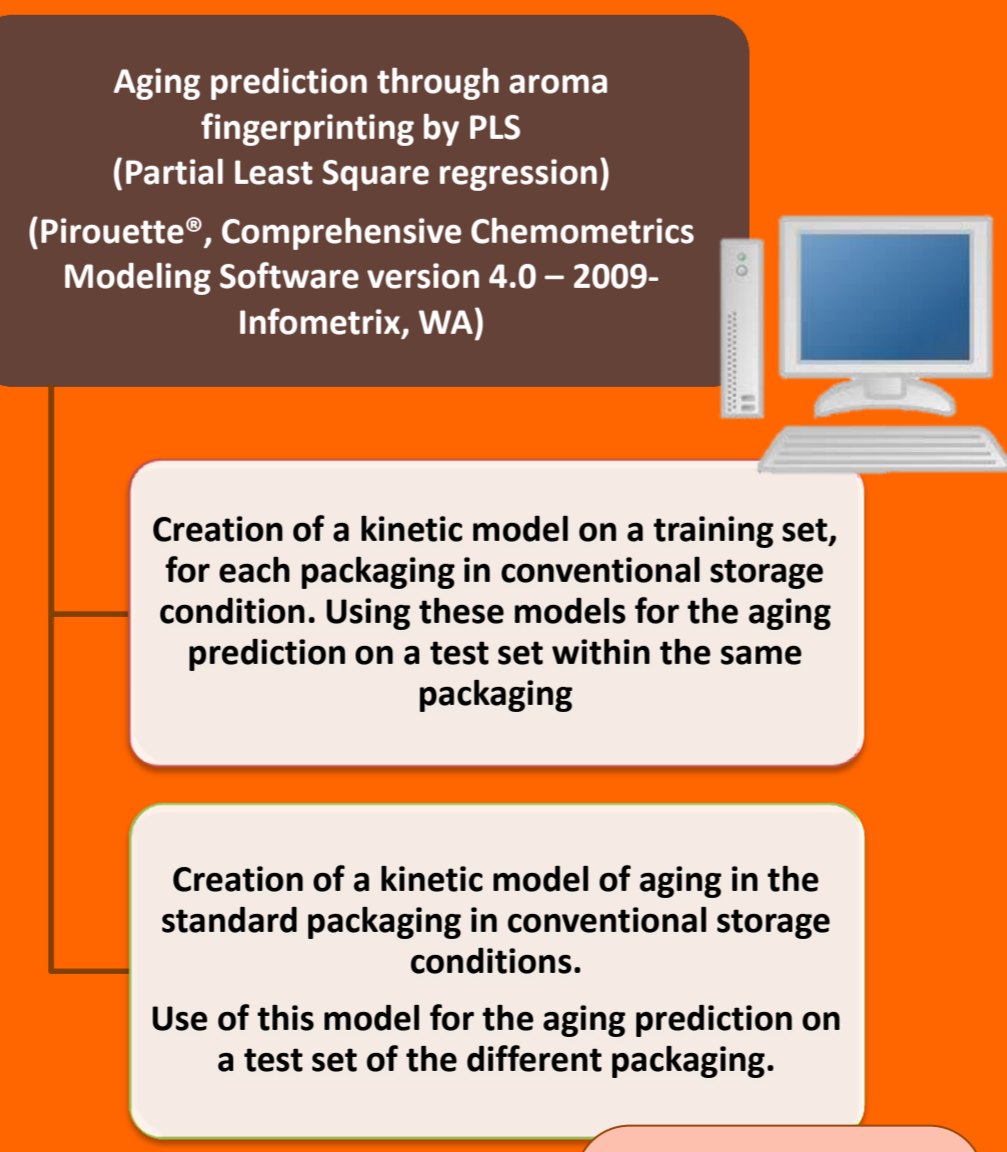 Aging prediction through aroma
fingerprinting by PLS
(Partial Least Square regression)
(Pirouette®, Comprehensive Chemometrics
Modeling Software version 4.0 – 2009-
Infometrix, WA)
Creation of a kinetic model on a training set,
for each packaging in conventional storage
condition. Using these models for the aging
prediction on a test set within the same
packaging
Creation of a kinetic model of aging in the
standard packaging in conventional storage
conditions.
Use of this model for the aging prediction on
a test set of the different packaging.